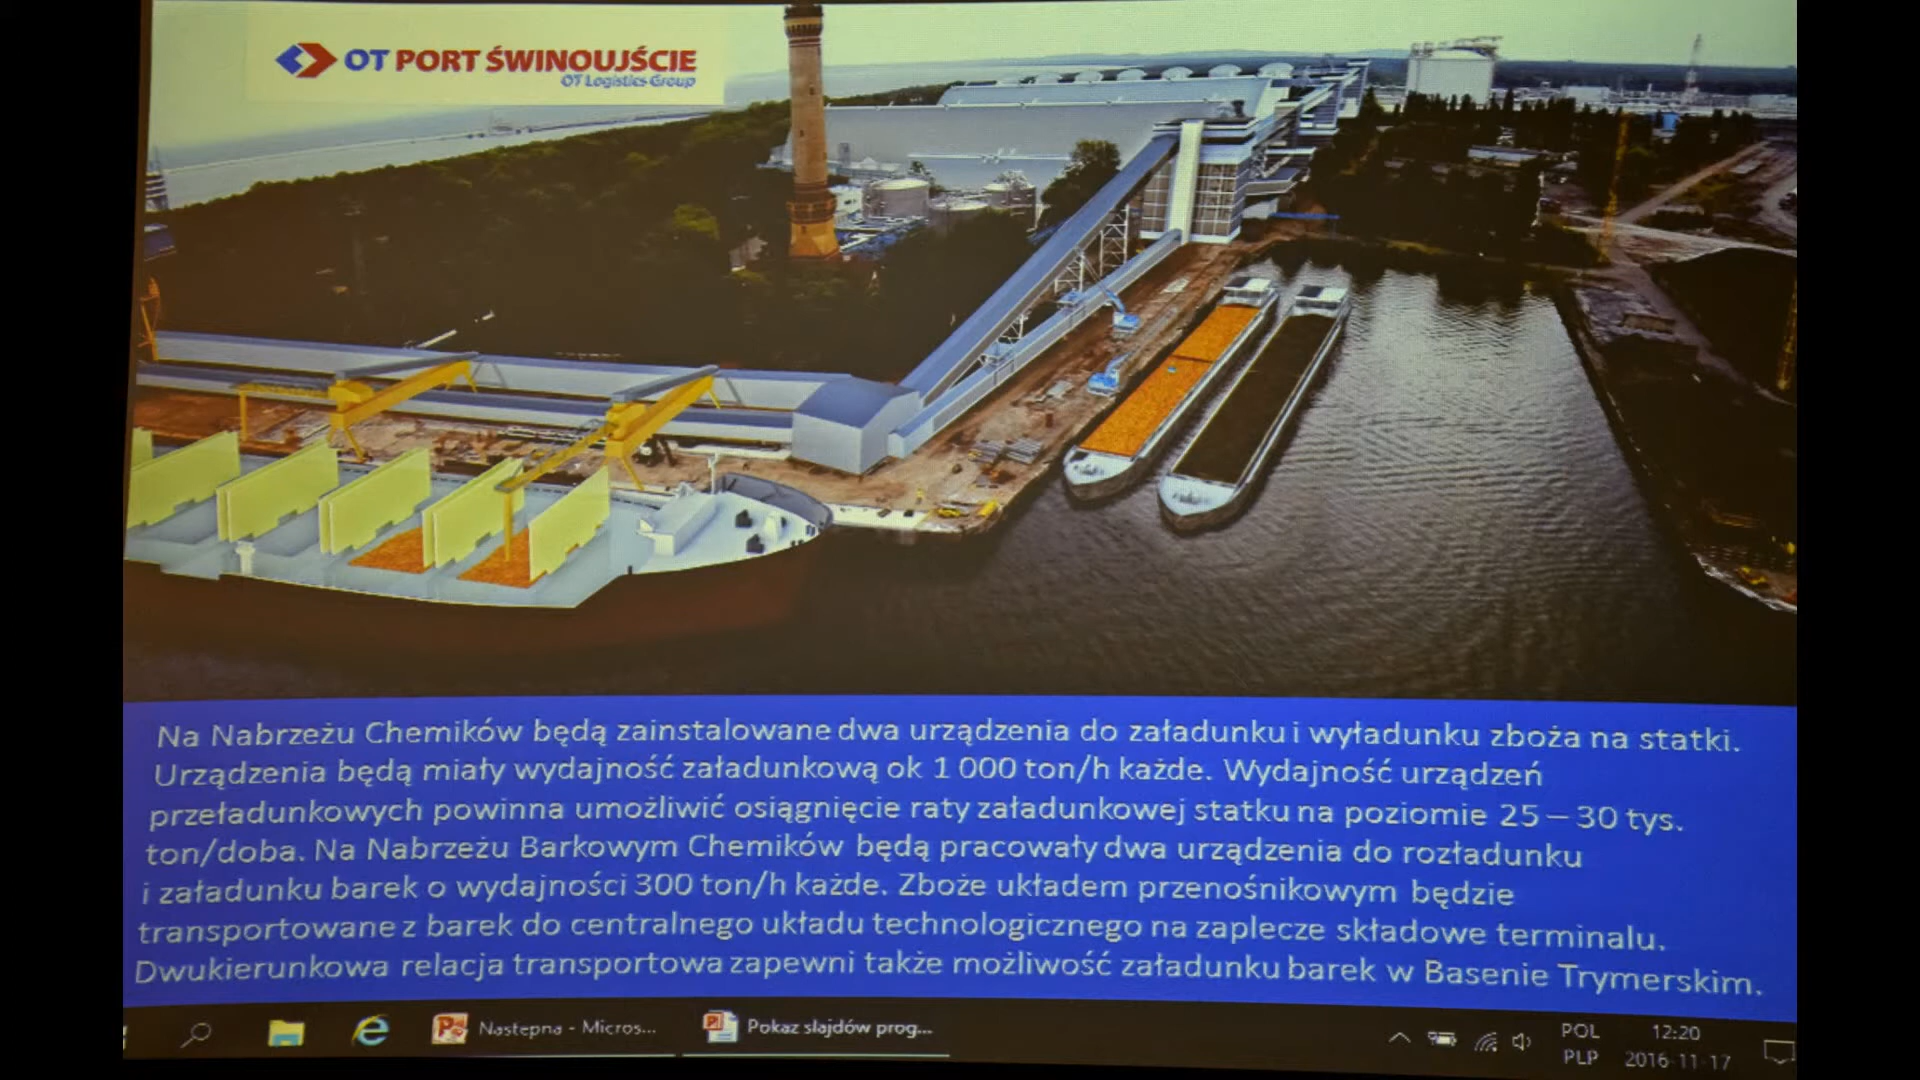 OT PORT ŚWINOUJŚCIE
OT Logistics Group
Na Nabrzeżu Chemików będą zainstalowane dwa urządzenia do załadunku i wyładunku zboża na statki.
Urządzenia będą miały wydajność załadunkową ok 1 000 ton/h każde. Wydajność urządzeń
przeładunkowych powinna umożliwić osiągnięcie raty załadunkowej statku na poziomie 25 – 30 tys.
ton/doba. Na Nabrzeżu Barkowym Chemików będą pracowały dwa urządzenia do rozładunku
i załadunku barek o wydajności 300 ton/h każde. Zboże układem przenośnikowym będzie
transportowane z barek do centralnego układu technologicznego na zaplecze składowe terminalu.
Dwukierunkowa relacja transportowa zapewni także możliwość załadunku barek w Basenie Trymerskim.
Następna - Micros...
Pokaz slajdów prog...
POL
PLP
12:20
2016-11-17